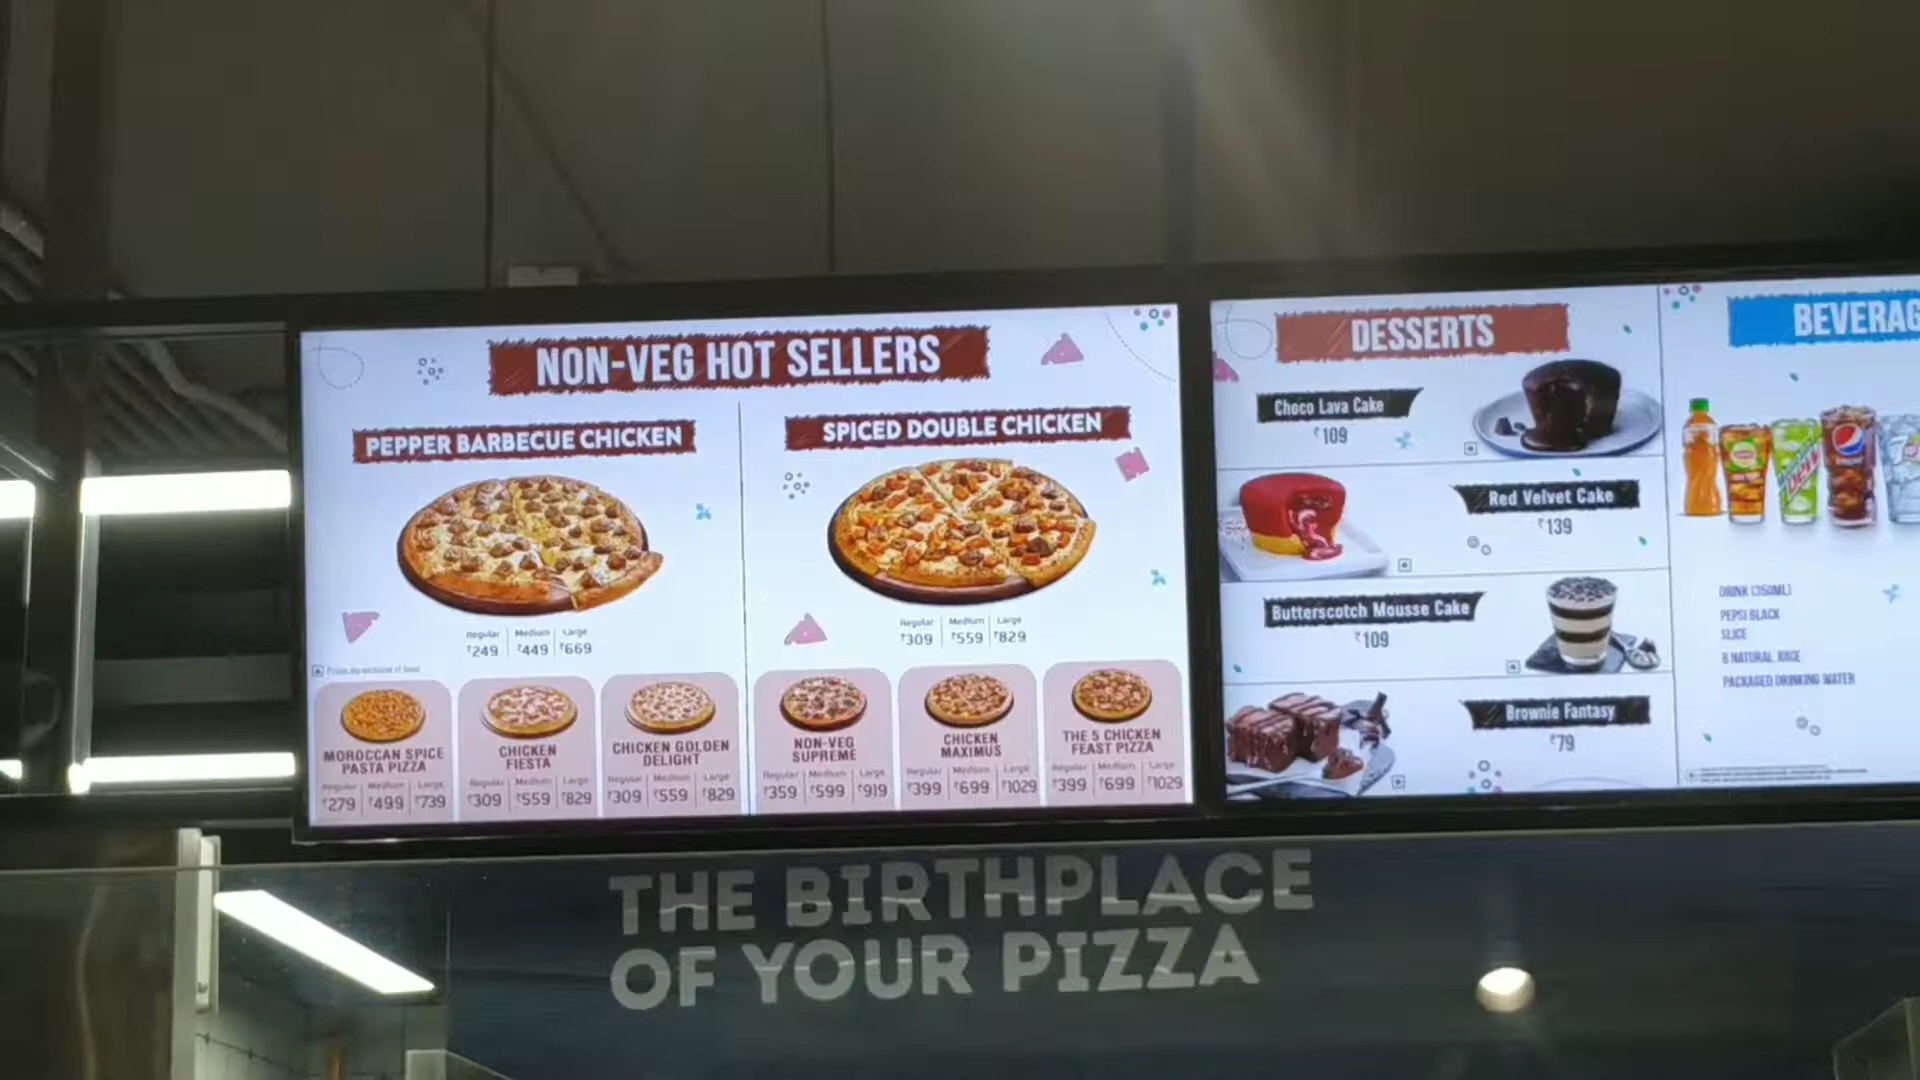 NON-VEG HOT SELLERS
PEPPER BARBECUE CHICKEN
Regular Medium Large
₹249 ₹449 ₹669
SPICED DOUBLE CHICKEN
Regular Medium Large
₹309 ₹559 ₹829
MOROCCAN SPICE
PASTA PIZZA
Regular Medium Large
₹279 ₹499 ₹739
CHICKEN
FIESTA
Regular Medium Large
₹309 ₹559 ₹829
CHICKEN GOLDEN
DELIGHT
Regular Medium Large
₹309 ₹559 ₹829
NON-VEG
SUPREME
Regular Medium Large
₹359 ₹599 ₹919
CHICKEN
MAXIMUS
Regular Medium Large
₹399 ₹699 ₹1029
THE 5 CHICKEN
FEAST PIZZA
Regular Medium Large
₹399 ₹699 ₹1029
DESSERTS
Choco Lava Cake
₹109
Red Velvet Cake
₹139
Butterscotch Mousse Cake
₹109
Brownie Fantasy
₹79
BEVERAG
DRINK (350ML)
PEPSI BLACK
SLICE
B NATURAL JUICE
PACKAGED DRINKING WATER
THE BIRTHPLACE
OF YOUR PIZZA